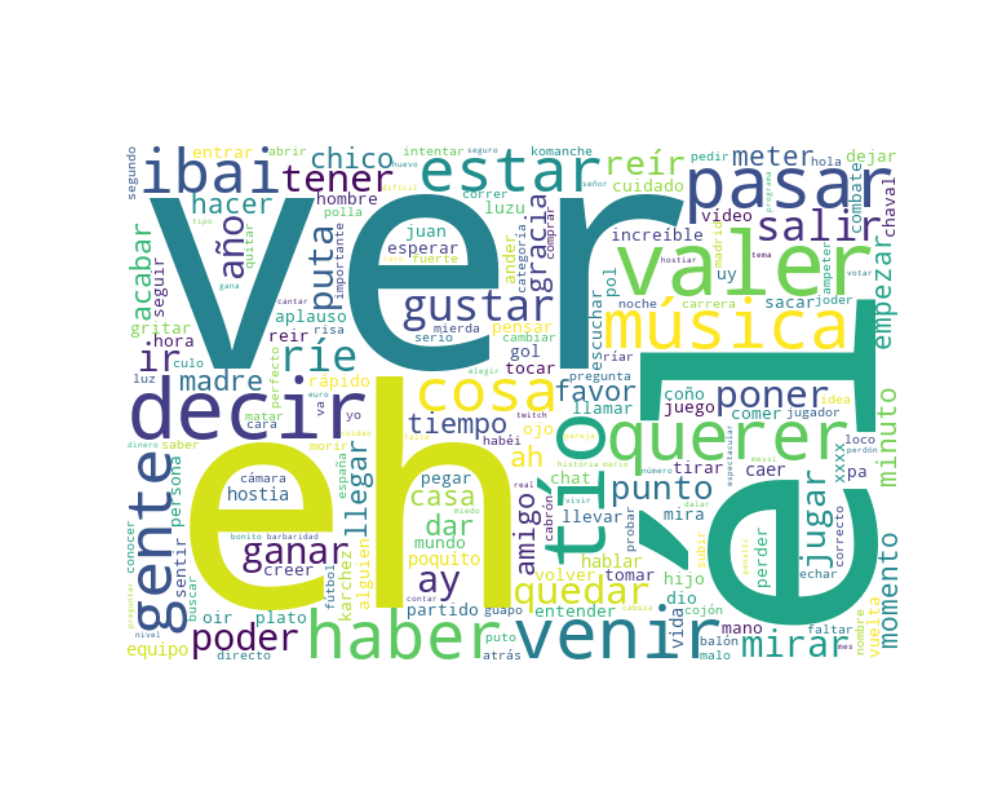 segundo
ibai
entrar
abrir
tener
chico
intentar
seguro
komanche
estar
huevo
reír
pedir
meter
hola
dejar
hacer
hombre
polla
ver
difícil
correr
luzu
señor
cuidado
pasar
programa
combate
chaval
año
tipo
quitar
puta
importante
juan
esperar
raro
fuerte
ander
categoría
gracia
comprar
increíble
vídeo
madrid
salir
acabar
seguir
gana
cantar
gustar
pol
hostiar
valer
uy
tema
ampeter
votar
empezar
gritar
hora
aplauso
risa
reir
mierda
serio
pensar
cambiar
escuchar
noche
carrera
sacar
joder
música
ir
culo
perfecto
ríe
gol
tocar
ríar
luz
madre
rápido
elegir
cosa
favor
pregunta
él
decir
euro
matar
cara
va
yo
tiempo
twitch
llamar
coño
juego
poner
comer
jugador
idea
minuto
dinero
saber
morir
cuidao
falta
habéi
ojo
tío
pareja
querer
espectacular
messi
loco
perdón
gente
persona
españa
llegar
eh
ah
real
historia
mario
número
tirar
caer
xxxx
pa
cámara
hostia
pegar
casa
chat
cabrón
vivir
punto
dalar
jugar
conocer
sentir
bonito
barbaridad
dar
miedo
mundo
amigo
llevar
probar
mira
correcto
ganar
creer
fútbol
karchez
alguien
poquito
ay
hablar
volver
tomar
subir
penalti
perder
echar
momento
preguntar
buscar
contar
quedar
hijo
oir
plato
partido
guapo
entender
cabeza
dio
cojón
vida
mano
faltar
nombre
vuelta
nivel
equipo
poder
directo
haber
puto
atrás
venir
balón
malo
mirar
mes